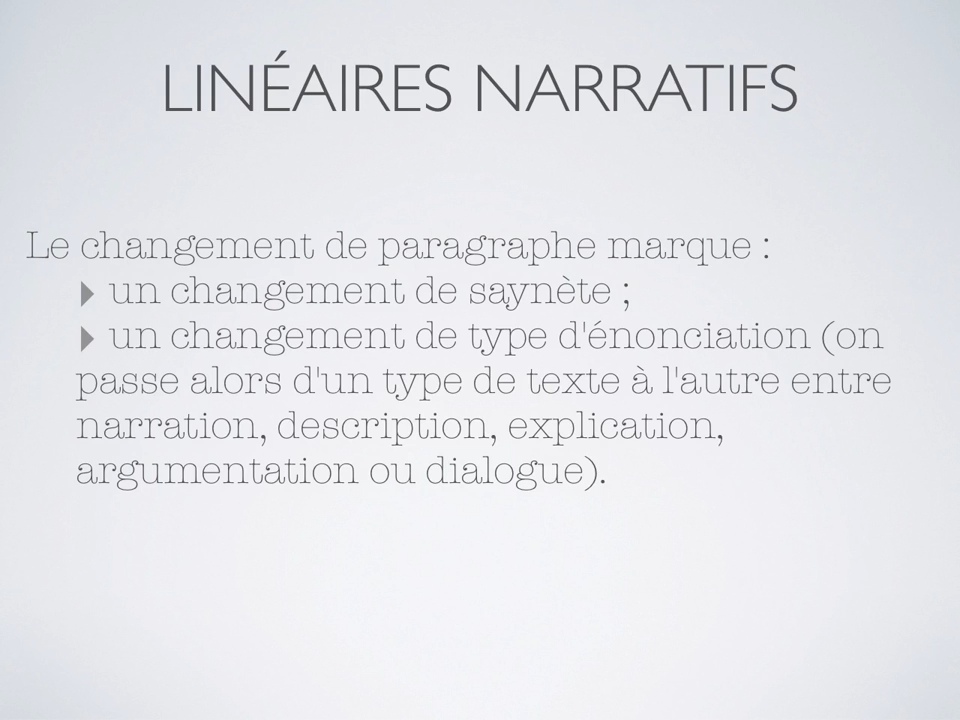 LINÉAIRES NARRATIFS
Le changement de paragraphe marque :
‣ un changement de saynète ;
‣ un changement de type d'énonciation (on
passe alors d'un type de texte à l'autre entre
narration, description, explication,
argumentation ou dialogue).